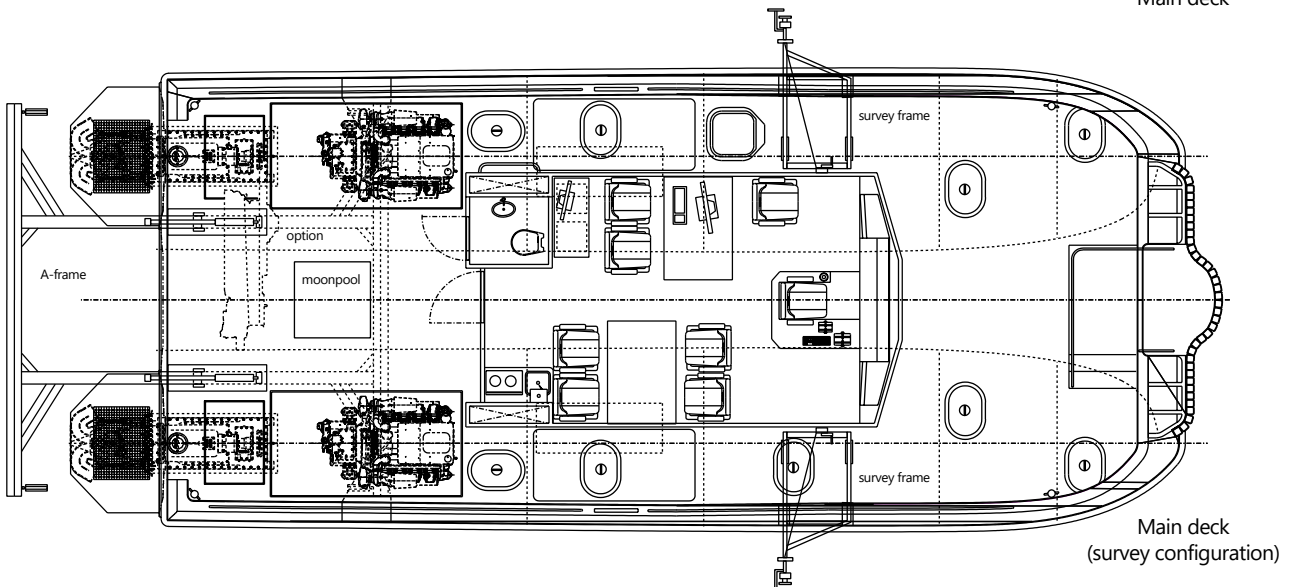 Main deck
survey frame
option
A-frame
moonpool
survey frame
Main deck
(survey configuration)